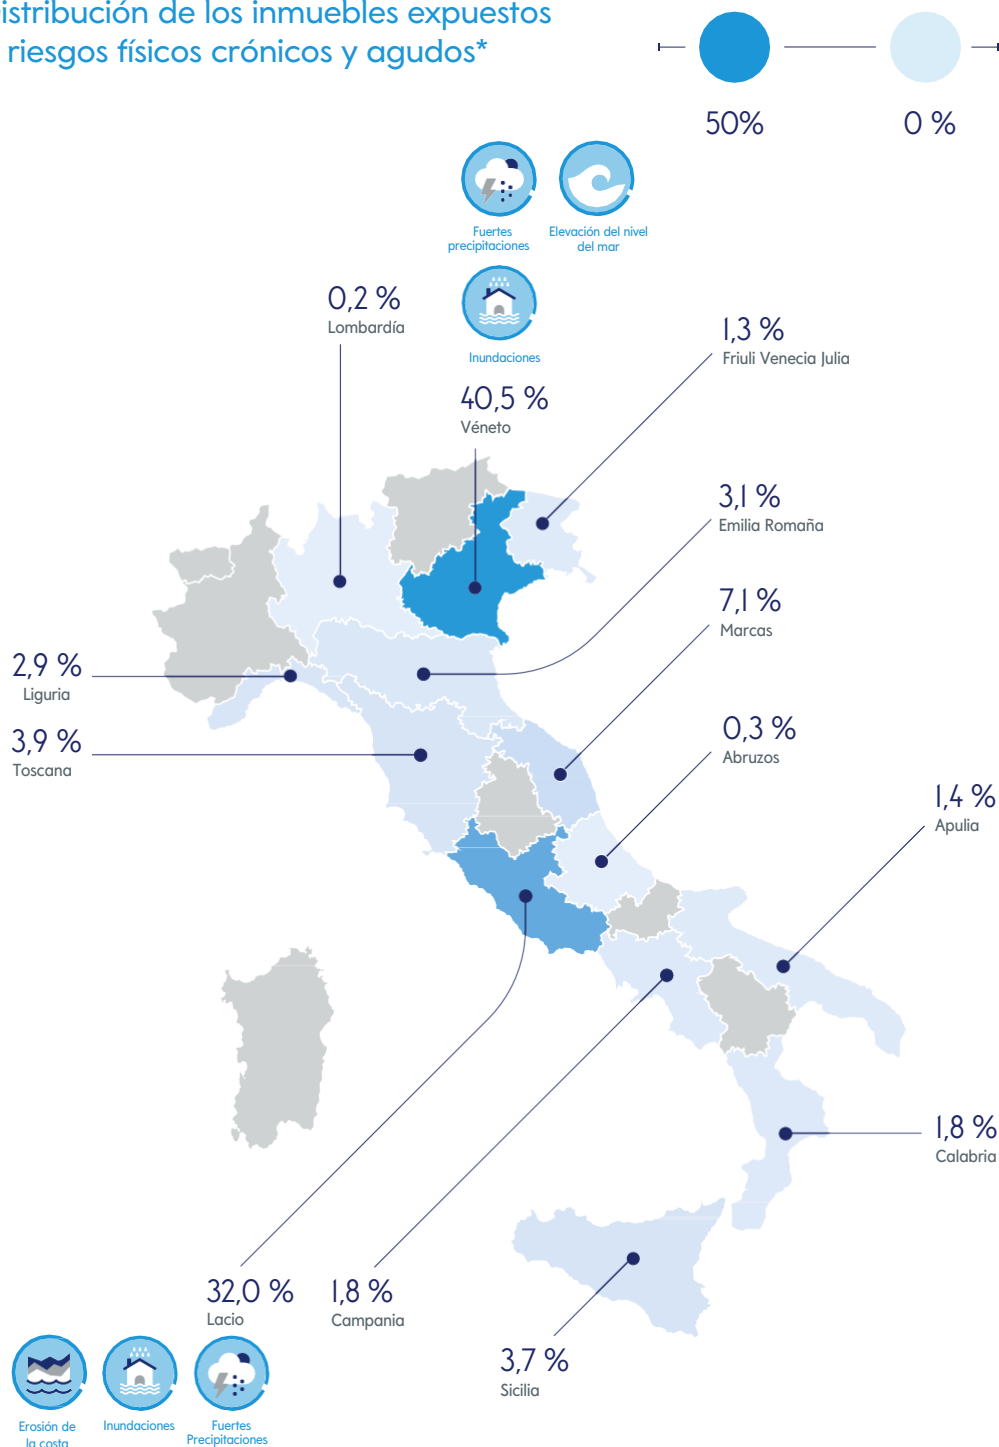 istribución de los inmuebles expuestos
riesgos físicos crónicos y agudos*
50%
0 %
Fuertes
precipitaciones
Elevación del nivel
del mar
Inundaciones
0,2 %
Lombardía
40,5 %
Véneto
1,3 %
Friuli Venecia Julia
3,1 %
Emilia Romaña
7,1 %
Marcas
2,9 %
Liguria
3,9 %
Toscana
0,3 %
Abruzos
1,4 %
Apulia
1,8 %
Calabria
32,0 %
Lacio
1,8 %
Campania
3,7 %
Sicilia
Erosión de
la costa
Inundaciones
Fuertes
Precipitaciones